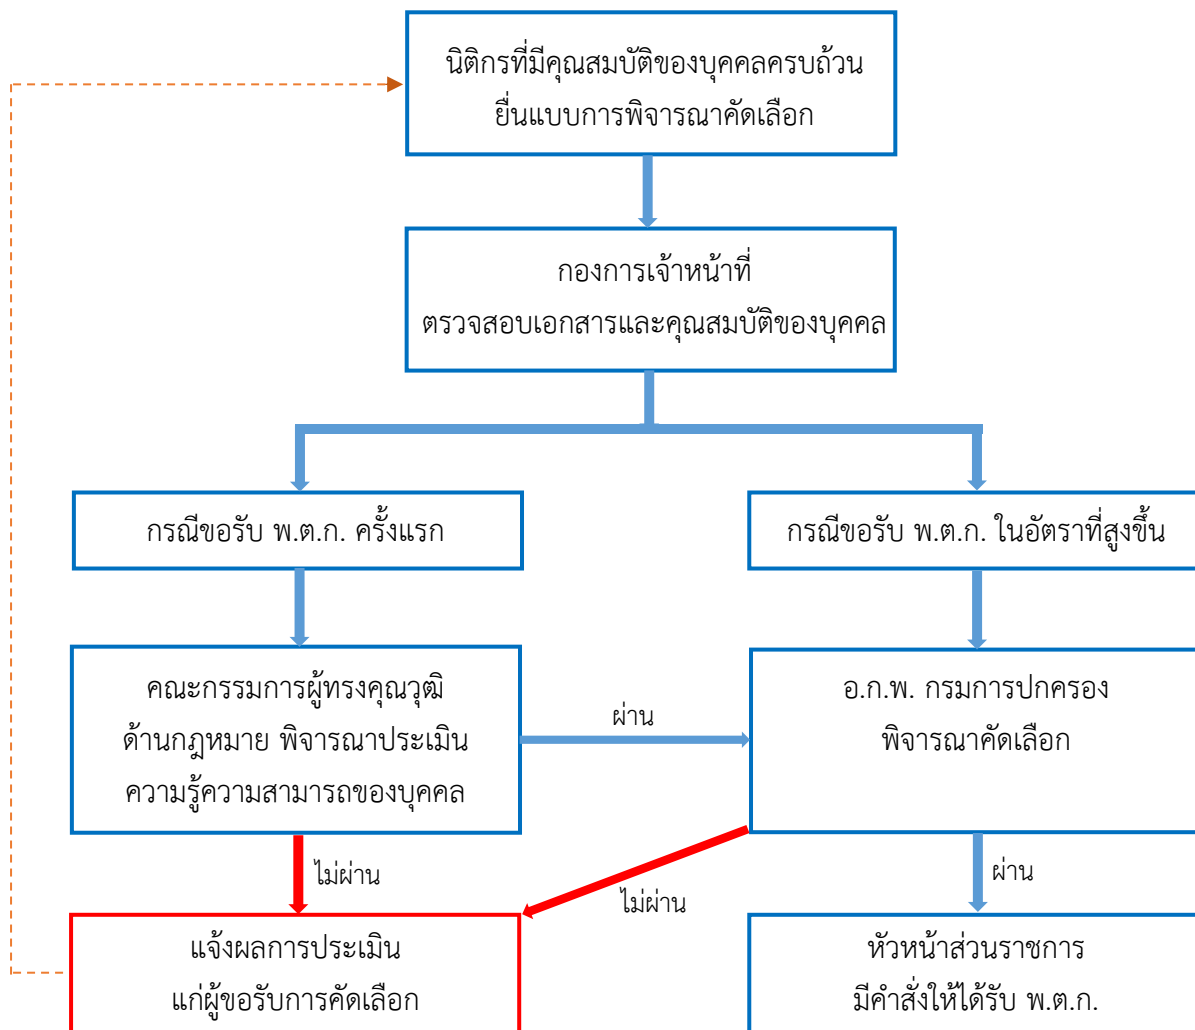 นิติกรที่มีคุณสมบัติของบุคคลครบถ้วน
ยื่นแบบการพิจารณาคัดเลือก
กองการเจ้าหน้าที่
ตรวจสอบเอกสารและคุณสมบัติของบุคคล
กรณีขอรับ พ.ต.ก. ครั้งแรก
กรณีขอรับ พ.ต.ก. ในอัตราที่สูงขึ้น
คณะกรรมการผู้ทรงคุณวุฒิ
ด้านกฎหมาย พิจารณาประเมิน
ความรู้ความสามารถของบุคคล
ผ่าน
อ.ก.พ. กรมการปกครอง
พิจารณาคัดเลือก
ไม่ผ่าน
ไม่ผ่าน
ผ่าน
แจ้งผลการประเมิน
แก่ผู้ขอรับการคัดเลือก
หัวหน้าส่วนราชการ
มีคำสั่งให้ได้รับ พ.ต.ก.